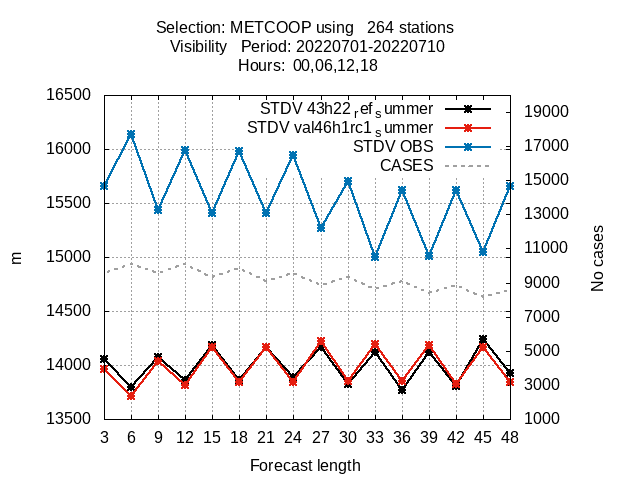 Selection: METCOOP using   264 stations
Visibility   Period: 20220701-20220710
Hours:  00,06,12,18
STDV 43h22_ref_summer
STDV val46h1rc1_summer
STDV OBS
CASES
16500
16000
15500
15000
14500
14000
13500
m
19000
17000
15000
13000
11000
9000
7000
5000
3000
1000
No cases
3 6 9 12 15 18 21 24 27 30 33 36 39 42 45 48
Forecast length